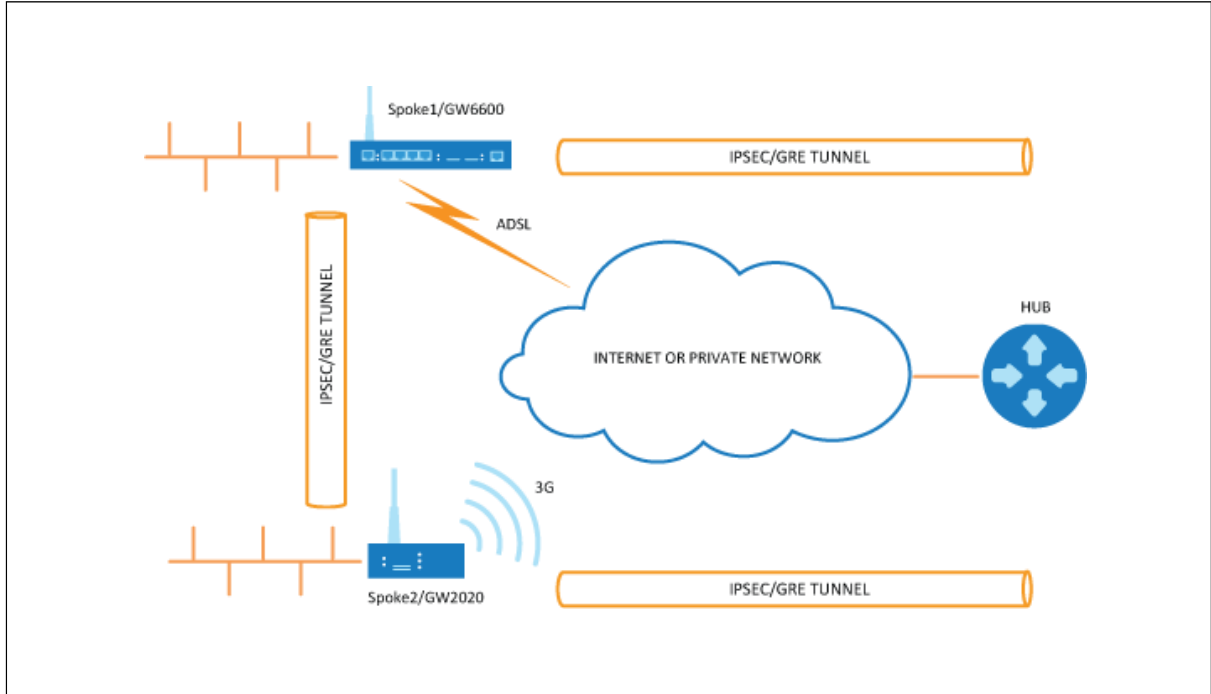 Spoke1/GW6600
IPSEC/GRE TUNNEL
ADSL
IPSEC/GRE TUNNEL
HUB
INTERNET OR PRIVATE NETWORK
3G
IPSEC/GRE TUNNEL
Spoke2/GW2020